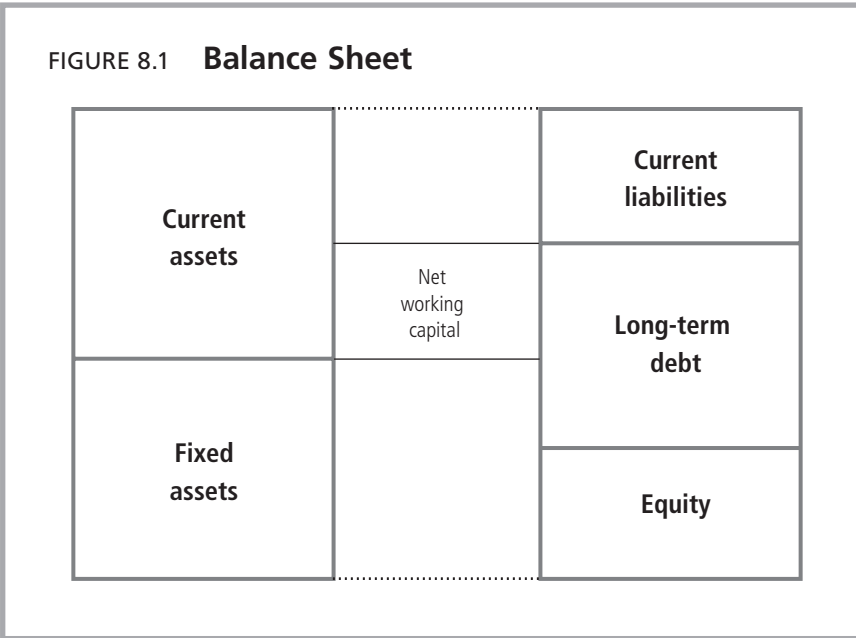 FIGURE 8.1 Balance Sheet
Current
assets
Fixed
assets
Net
working
capital
Current
liabilities
Long-term
debt
Equity